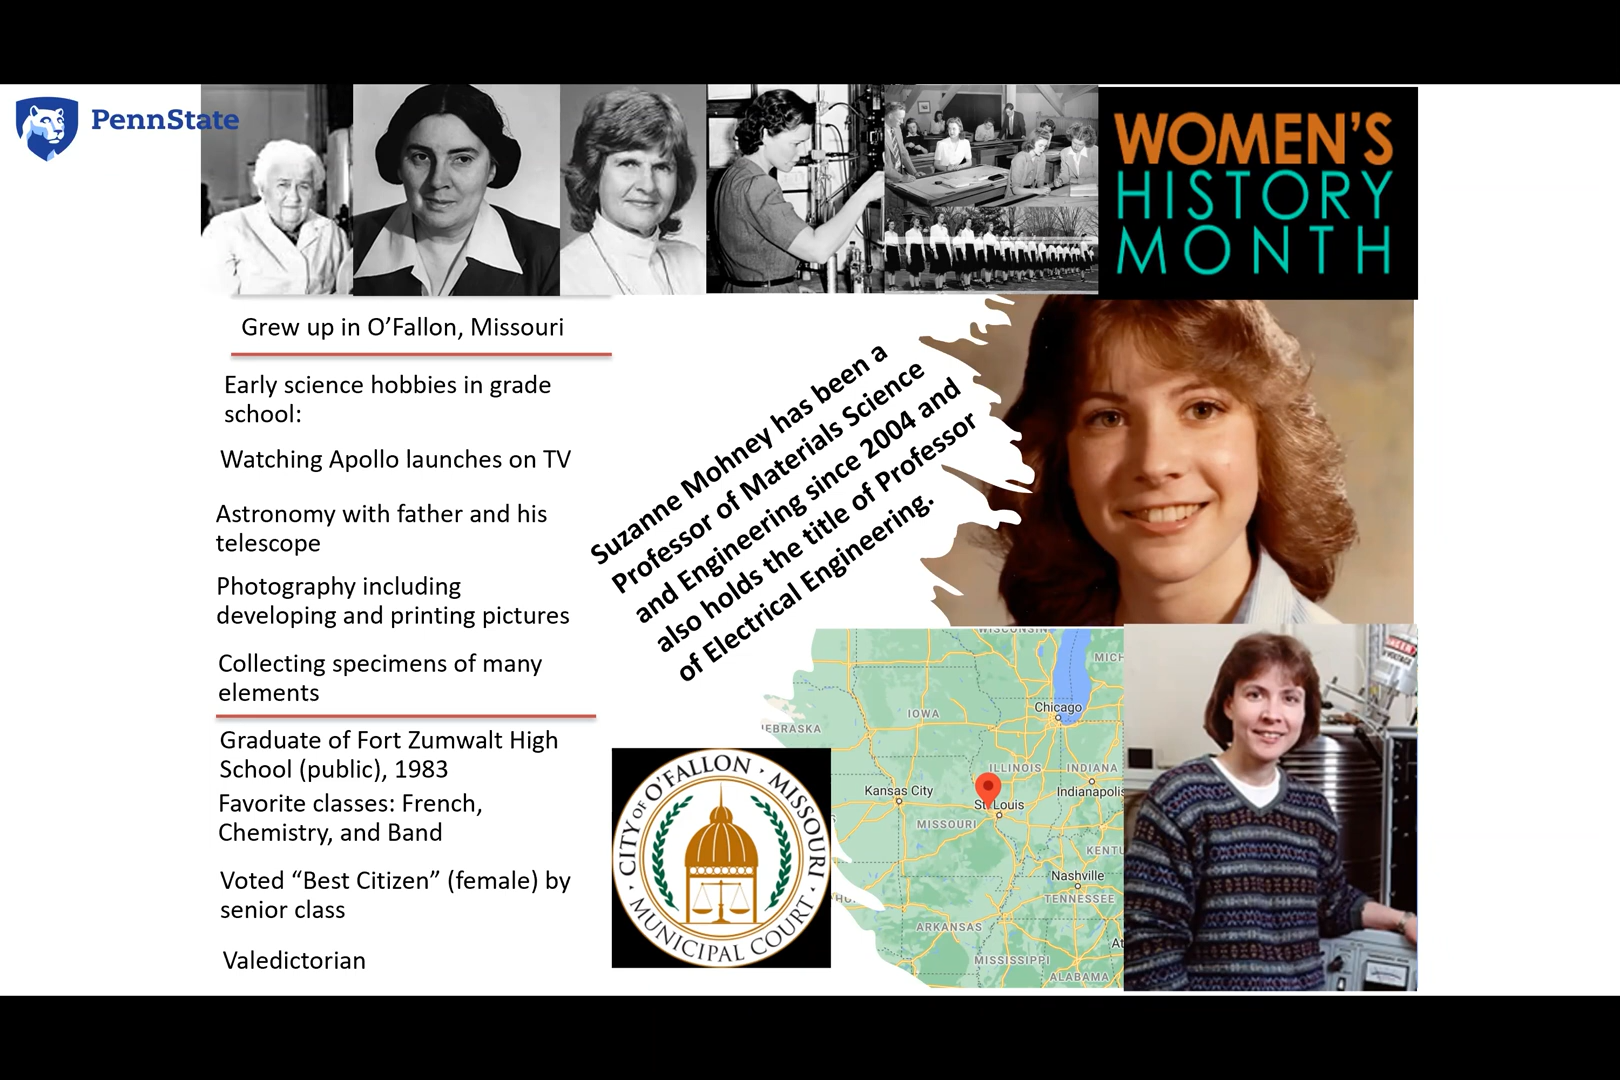 PennState
WOMEN'S
HISTORY
MONTH
Grew up in O'Fallon, Missouri
Early science hobbies in grade
school:
Watching Apollo launches on TV
Astronomy with father and his
telescope
Photography including
developing and printing pictures
Collecting specimens of many
elements
Graduate of Fort Zumwalt High
School (public), 1983
Favorite classes: French,
Chemistry, and Band
Voted “Best Citizen” (female) by
senior class
Valedictorian
Suzanne Mohney has been a
Professor of Materials Science
and Engineering since 2004 and
also holds the title of Professor
of Electrical Engineering.
CITY OF O'FALLON · MISSOURI
· MUNICIPAL COURT ·
WISCONSIN
MICH
Chicago
IOWA
EBRASKA
ILLINOIS
INDIANA
Kansas City
Indianapolis
St Louis
MISSOURI
KENTU
Nashville
TENNESSEE
HO
ARKANSAS
At
MISSISSIPPI
ALABAMA